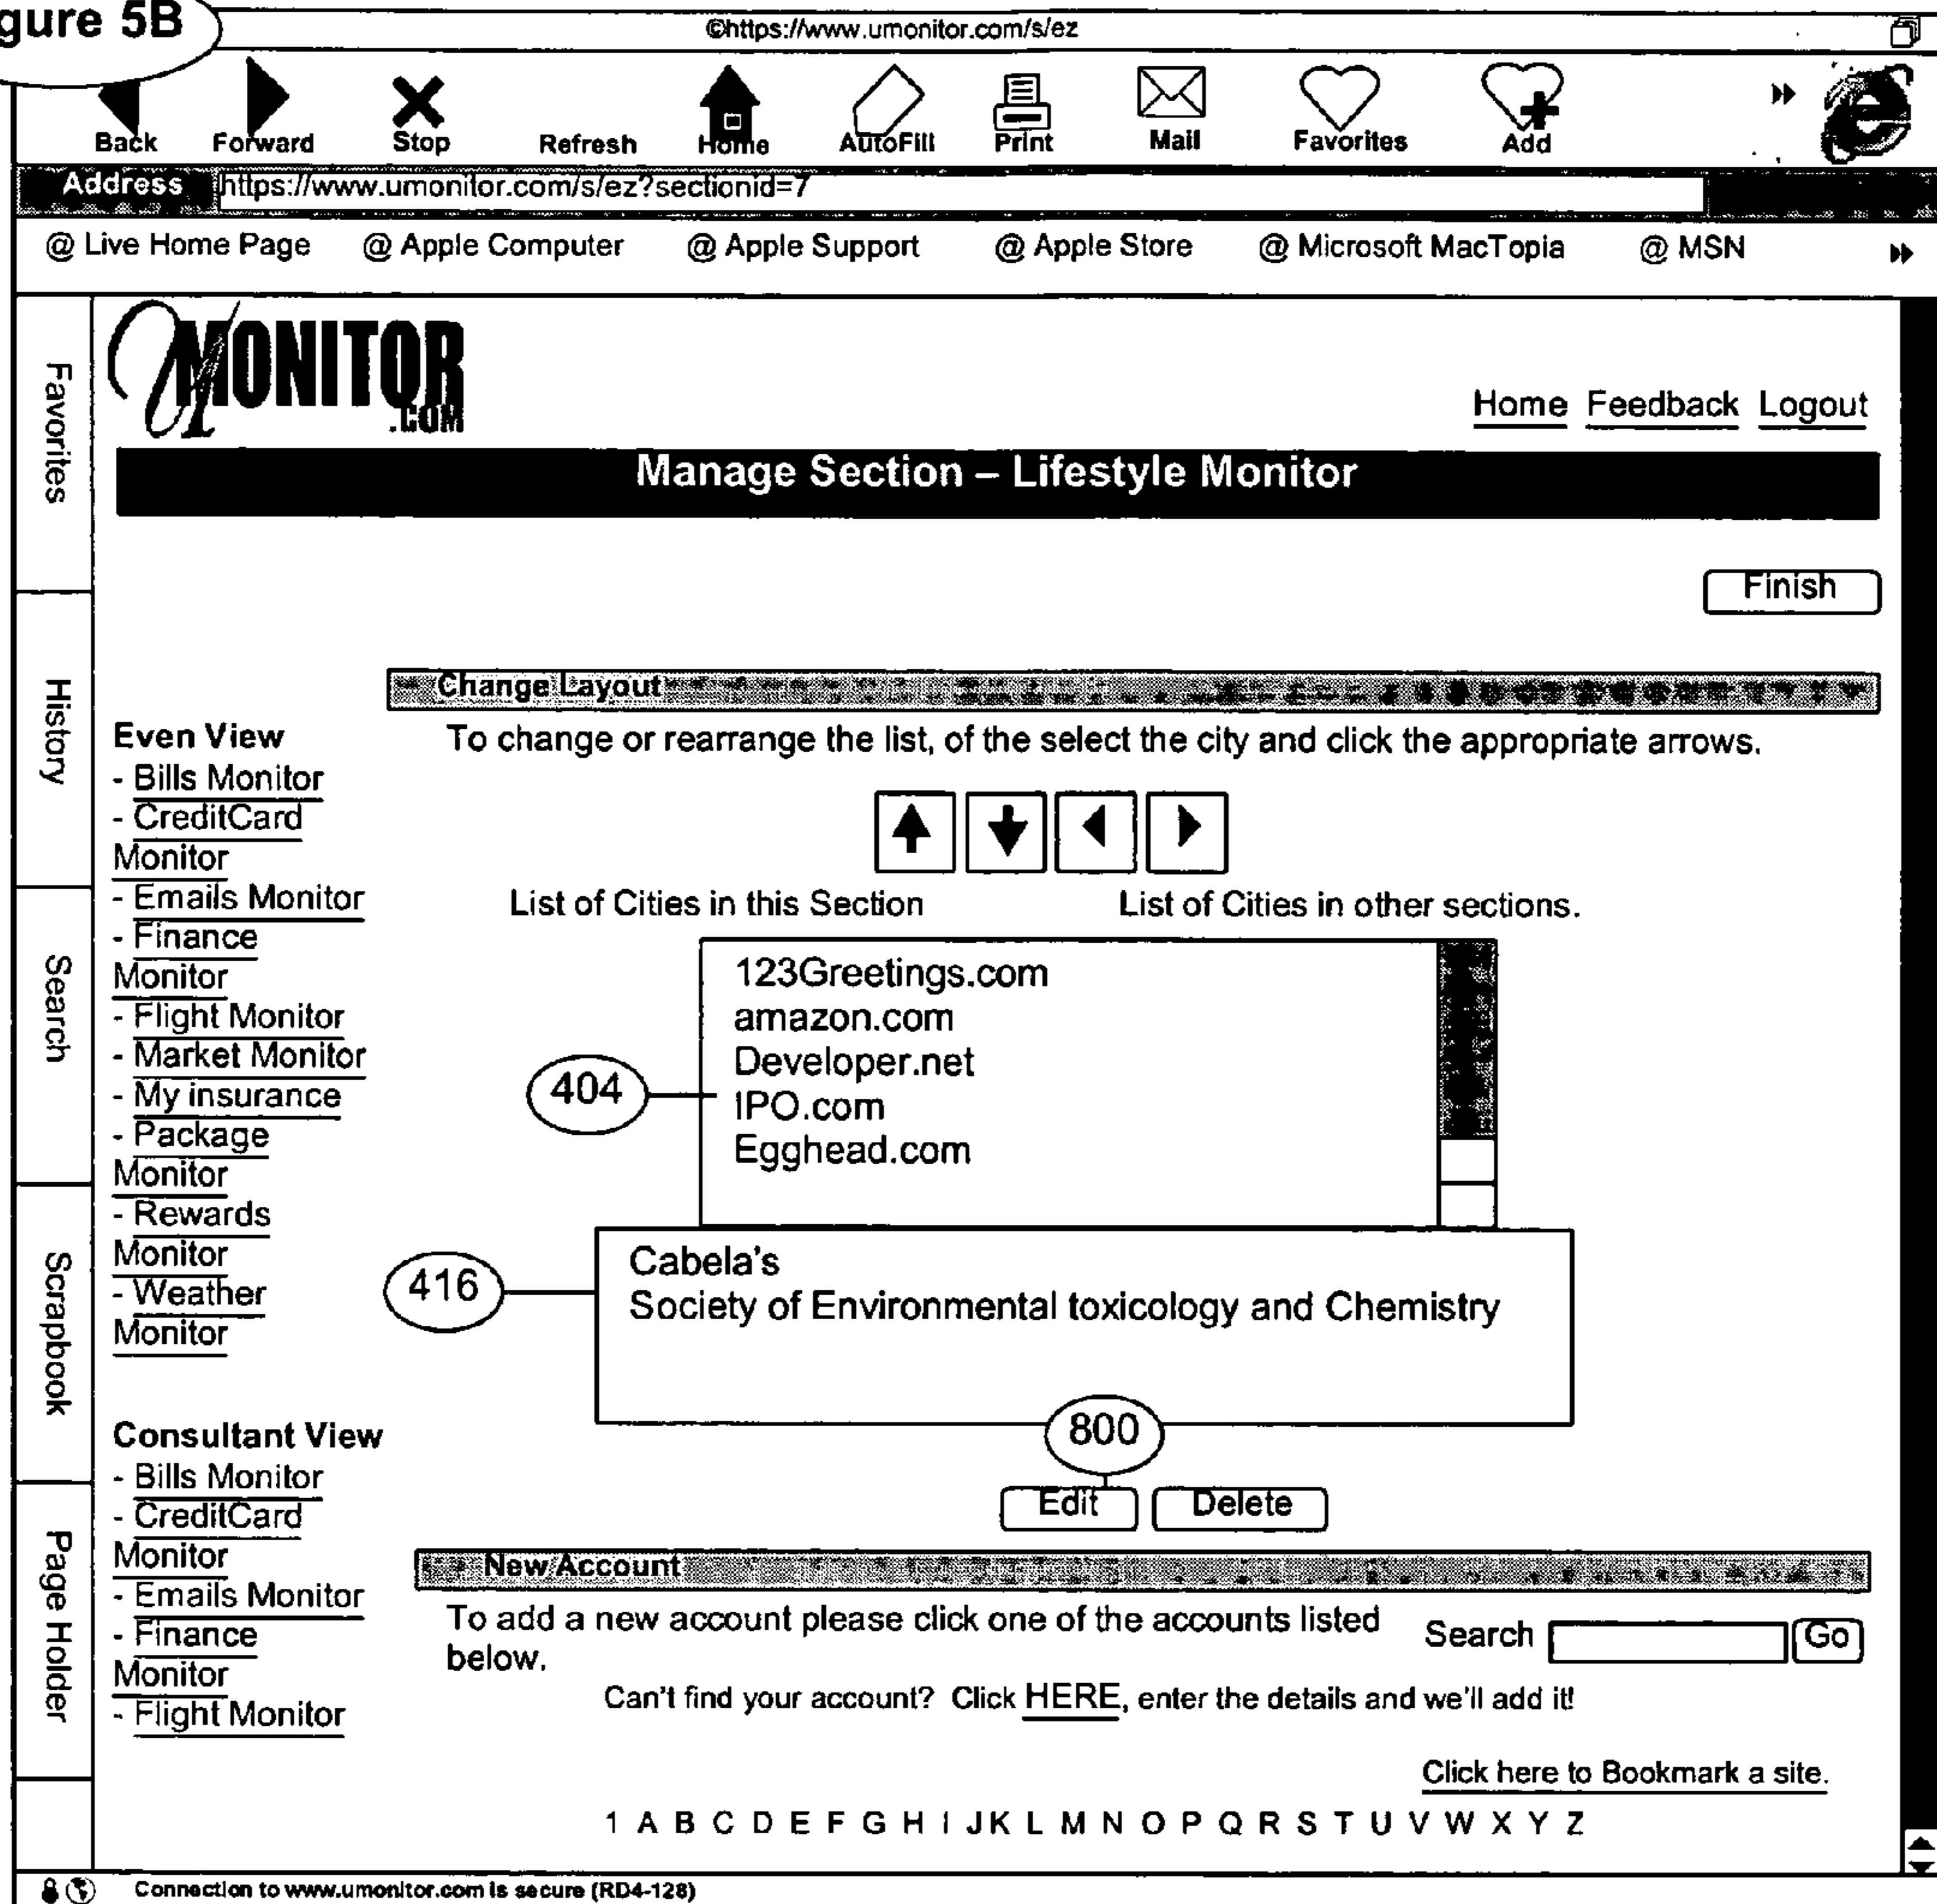 gure 5B
©https://www.umonitor.com/s/ez
Back Forward Stop Refresh Home AutoFill Print Mail Favorites Add
Address https://www.umonitor.com/s/ez?sectionid=7
@ Live Home Page @ Apple Computer @ Apple Support @ Apple Store @ Microsoft MacTopia @ MSN
Favorites
History
Search
Scrapbook
Page Holder
UMONITOR
.COM
Home Feedback Logout
Manage Section – Lifestyle Monitor
Finish
Change Layout
To change or rearrange the list, of the select the city and click the appropriate arrows.
Even View
- Bills Monitor
- CreditCard
Monitor
- Emails Monitor
- Finance
Monitor
- Flight Monitor
- Market Monitor
- My insurance
- Package
Monitor
- Rewards
Monitor
- Weather
Monitor
Consultant View
- Bills Monitor
- CreditCard
Monitor
- Emails Monitor
- Finance
Monitor
- Flight Monitor
List of Cities in this Section
List of Cities in other sections.
123Greetings.com
amazon.com
Developer.net
404
IPO.com
Egghead.com
416
Cabela's
Society of Environmental toxicology and Chemistry
800
Edit Delete
New Account
To add a new account please click one of the accounts listed
below.
Search Go
Can't find your account? Click HERE, enter the details and we'll add it!
Click here to Bookmark a site.
1 A B C D E F G H I J K L M N O P Q R S T U V W X Y Z
Connection to www.umonitor.com is secure (RD4-128)